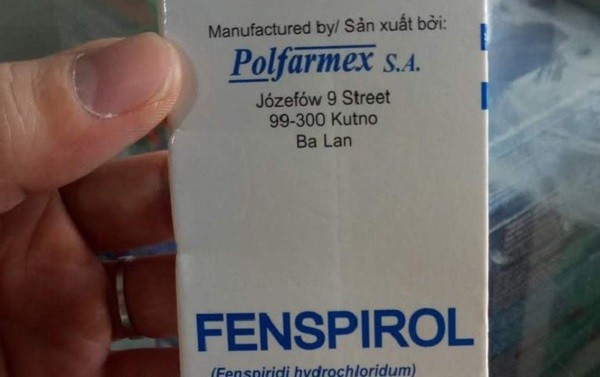 Manufactured by/ Sản xuất bởi:
Polfarmex S.A.
Józefów 9 Street
99-300 Kutno
Ba Lan
FENSPIROL
(Fenspiridi hydrochloridum)